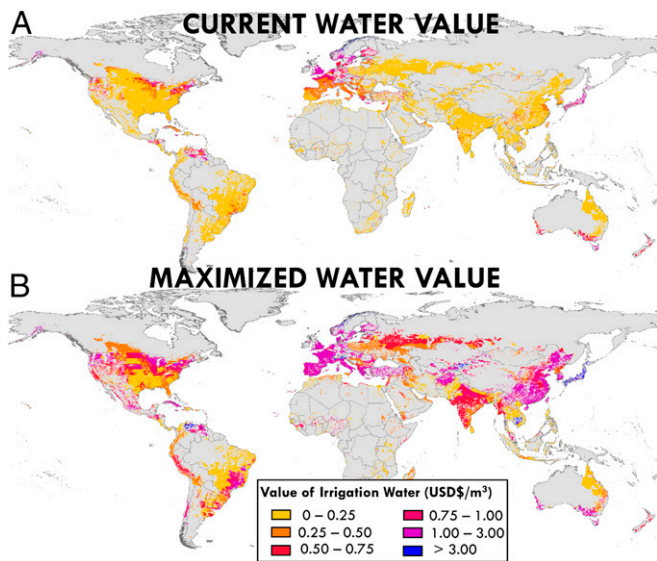 A
CURRENT WATER VALUE
B
MAXIMIZED WATER VALUE
Value of Irrigation Water (USD$/m³)
0 – 0.25
0.75 – 1.00
0.25 – 0.50
1.00 – 3.00
0.50 – 0.75
> 3.00